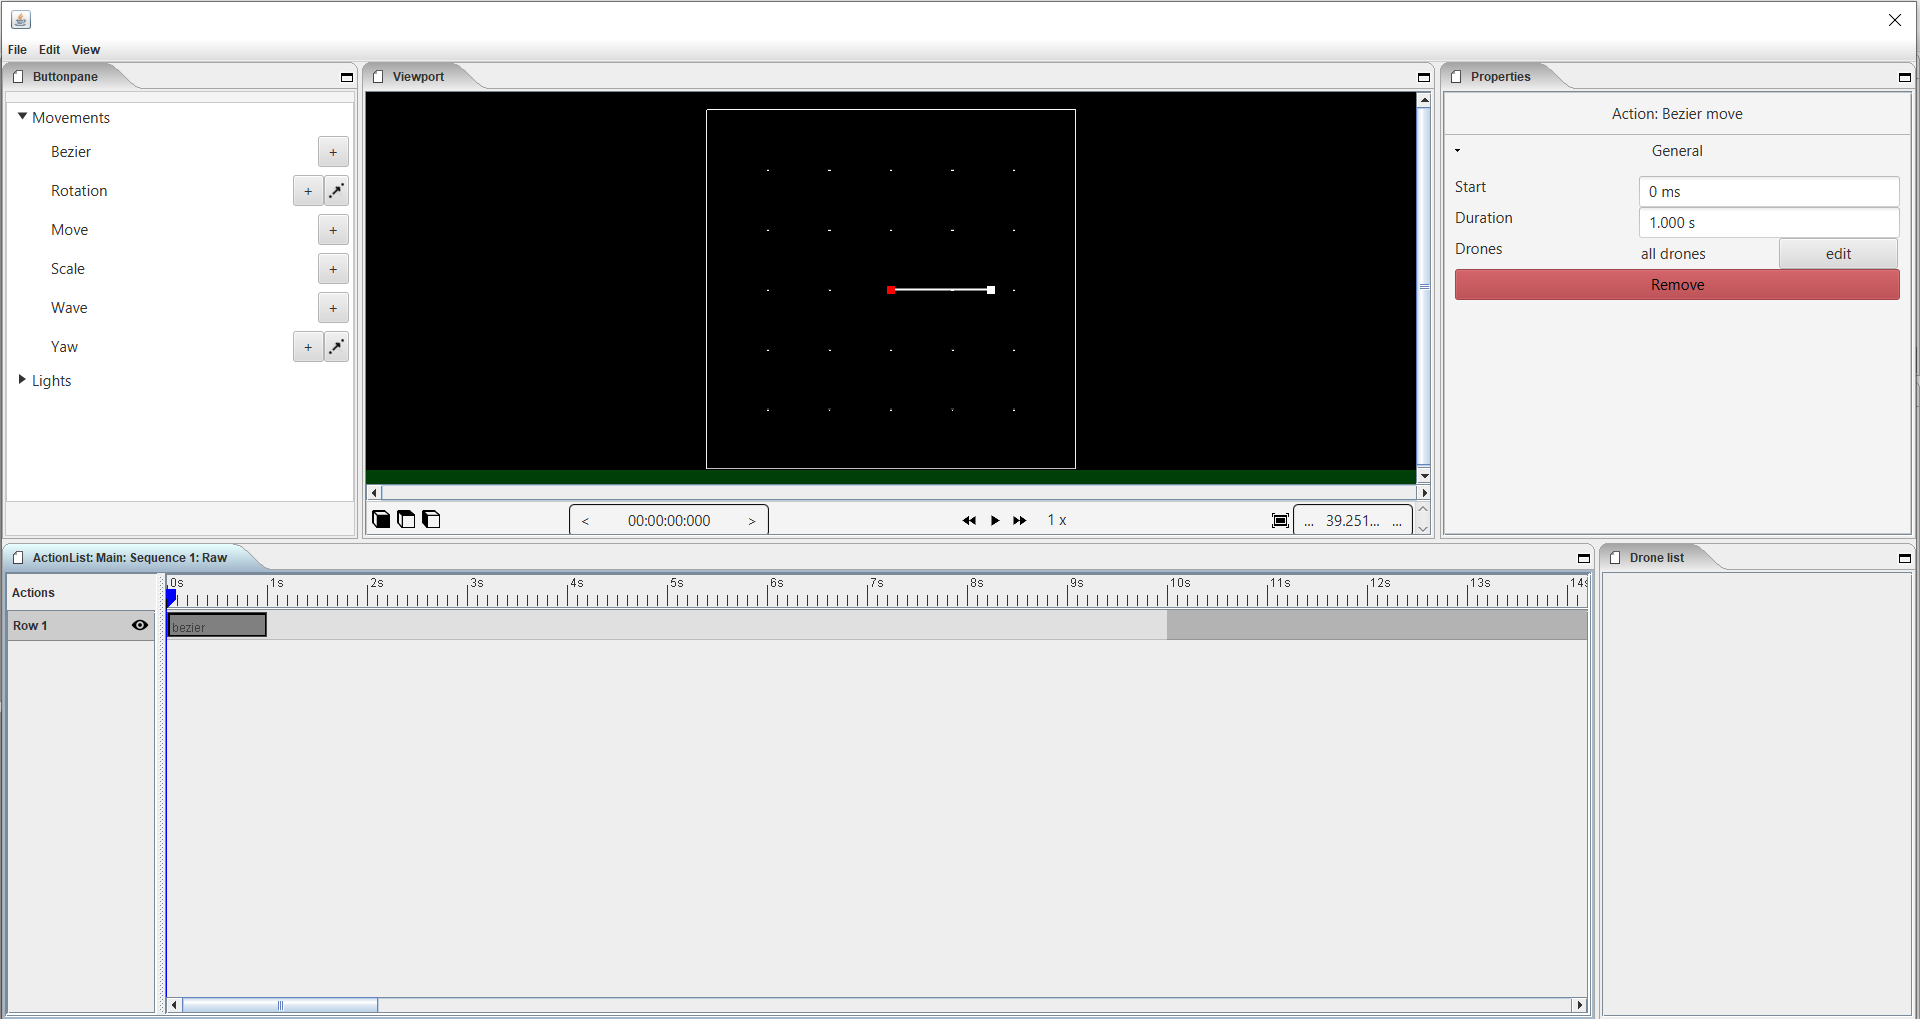 File Edit View
Buttonpane
Movements
Bezier +
Rotation +
Move +
Scale +
Wave +
Yaw +
Lights
Viewport
< 00:00:00:000 >
1 x
... 39.251... ...
Properties
Action: Bezier move
General
Start 0 ms
Duration 1.000 s
Drones all drones edit
Remove
ActionList: Main: Sequence 1: Raw
Actions 0s 1s 2s 3s 4s 5s 6s 7s 8s 9s 10s 11s 12s 13s 14s
Row 1 bezier
Drone list